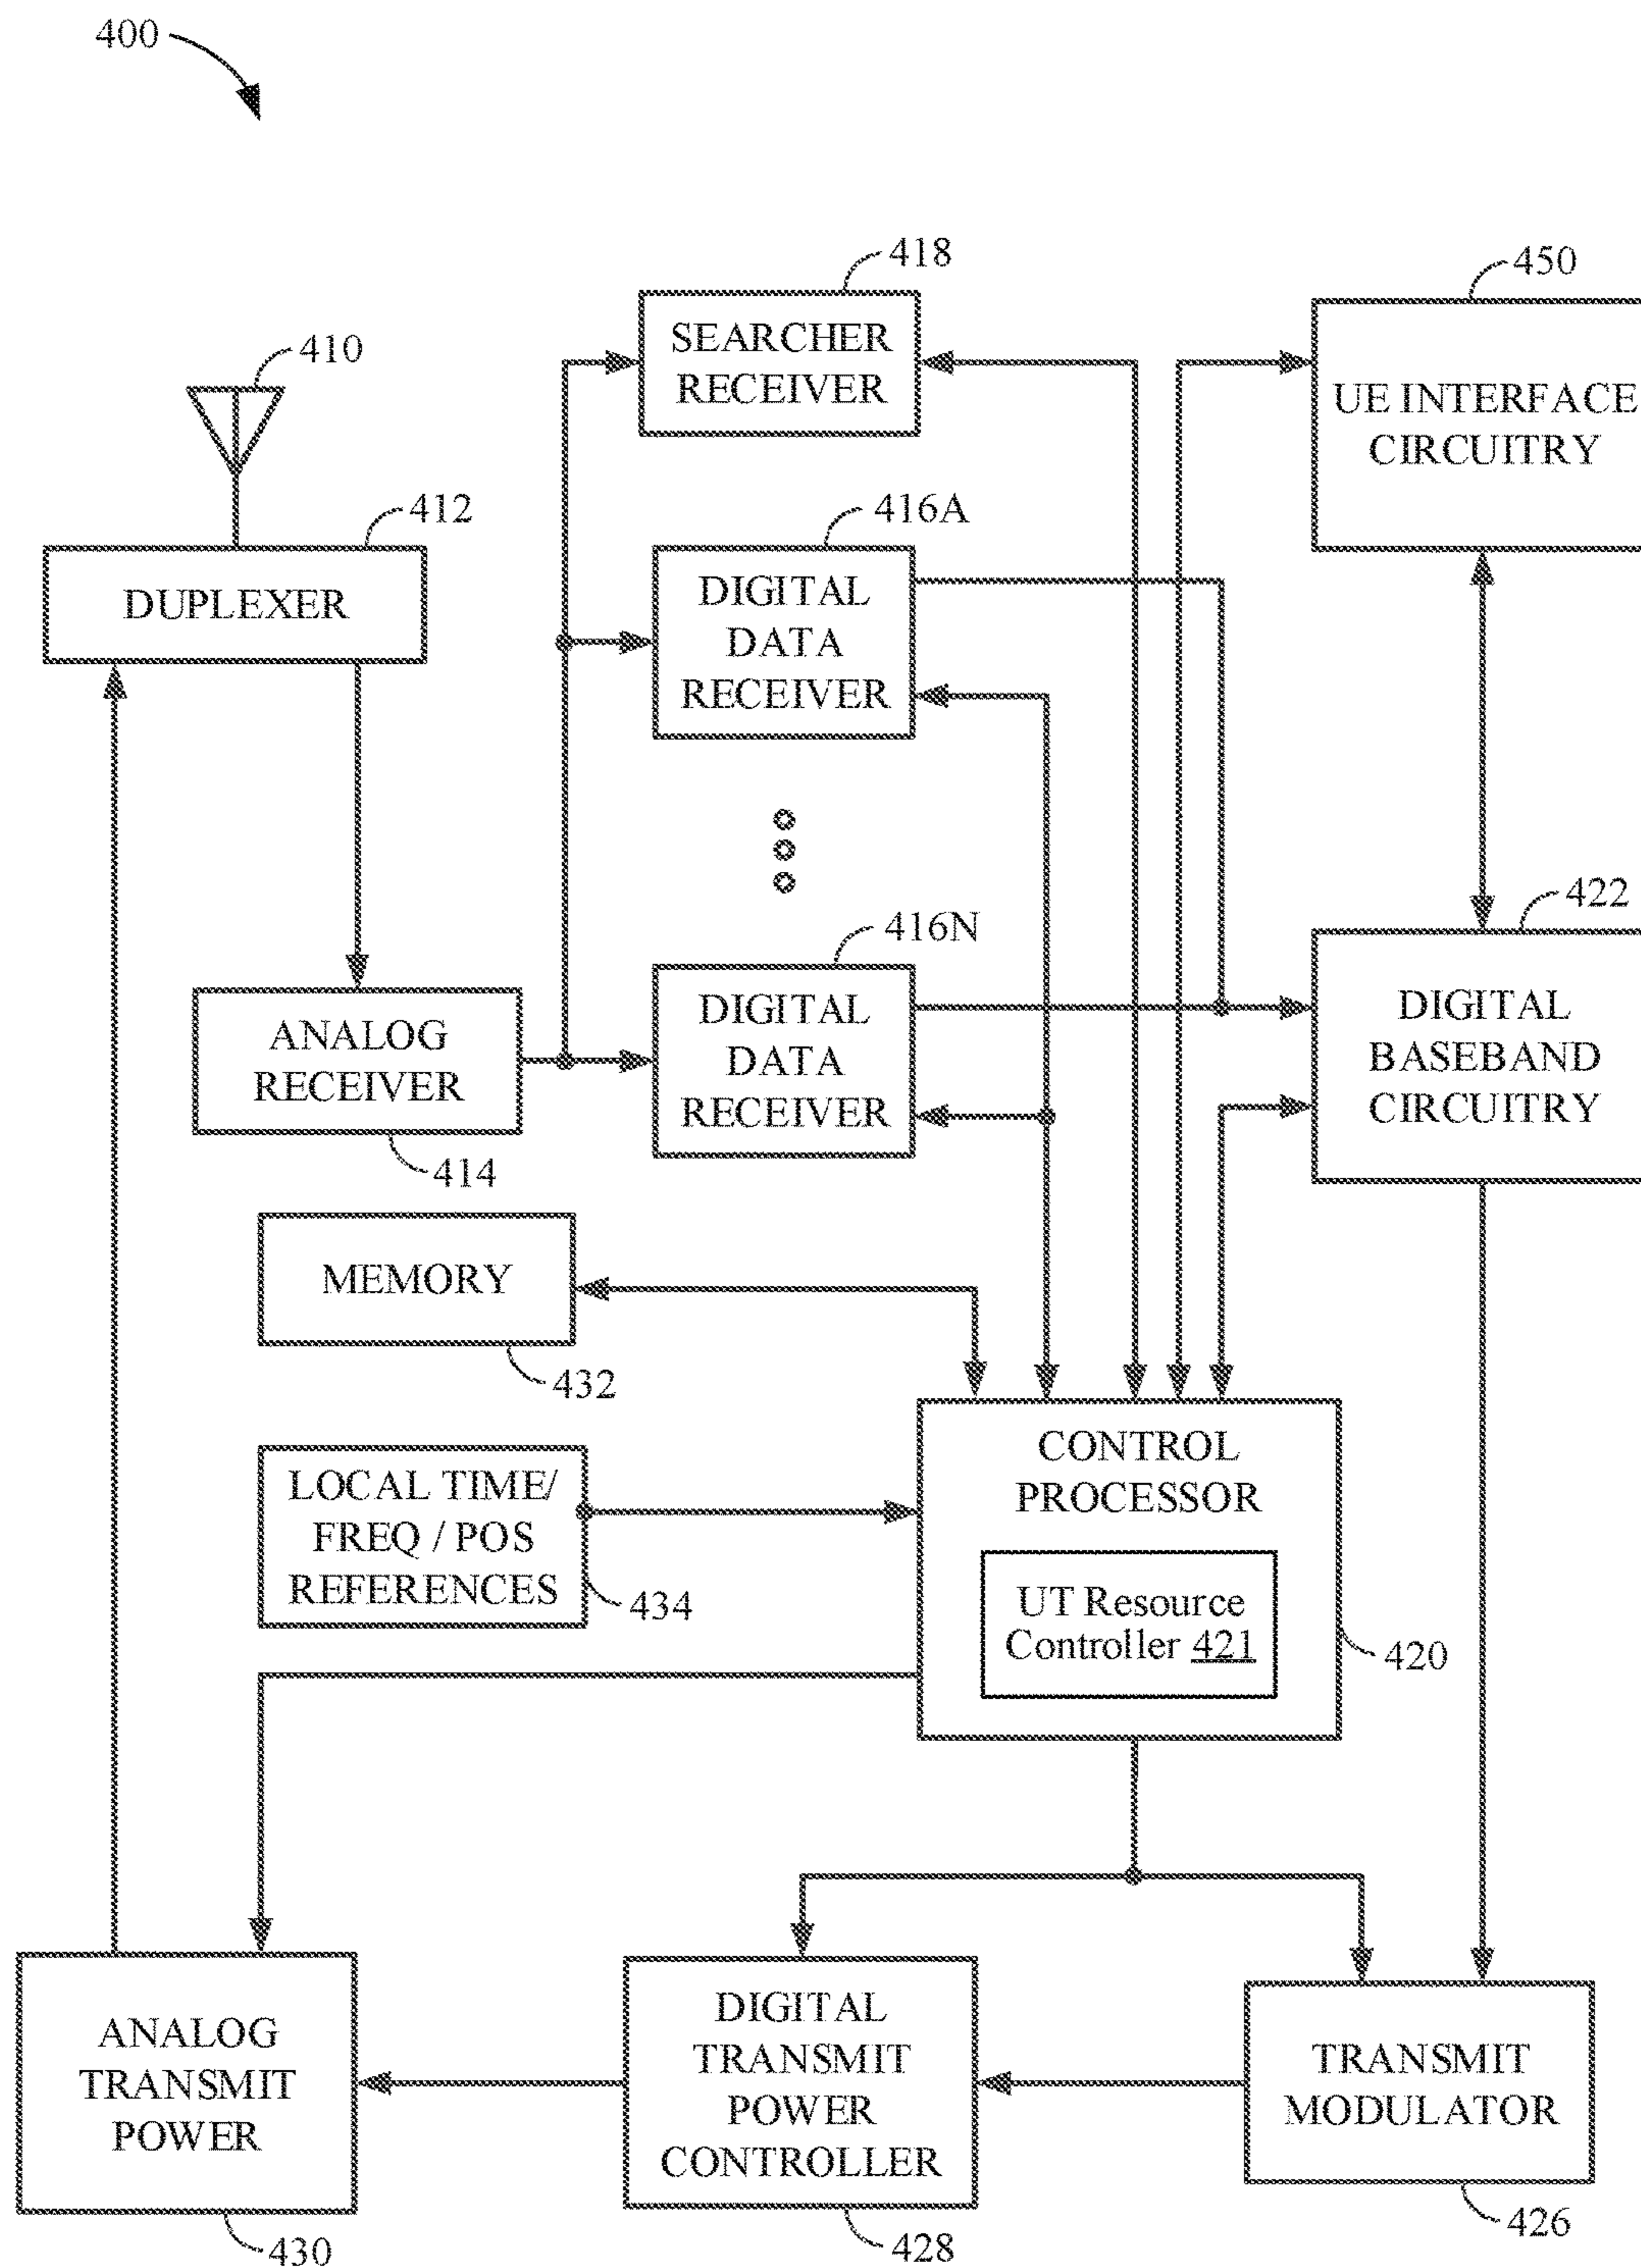 400
418
SEARCHER
RECEIVER
450
UE INTERFACE
CIRCUITRY
410
412
DUPLEXER
416A
DIGITAL
DATA
RECEIVER
416N
DIGITAL
DATA
RECEIVER
422
DIGITAL
BASEBAND
CIRCUITRY
ANALOG
RECEIVER
414
MEMORY
432
LOCAL TIME/
FREQ / POS
REFERENCES
434
CONTROL
PROCESSOR
UT Resource
Controller 421
420
ANALOG
TRANSMIT
POWER
430
DIGITAL
TRANSMIT
POWER
CONTROLLER
428
TRANSMIT
MODULATOR
426